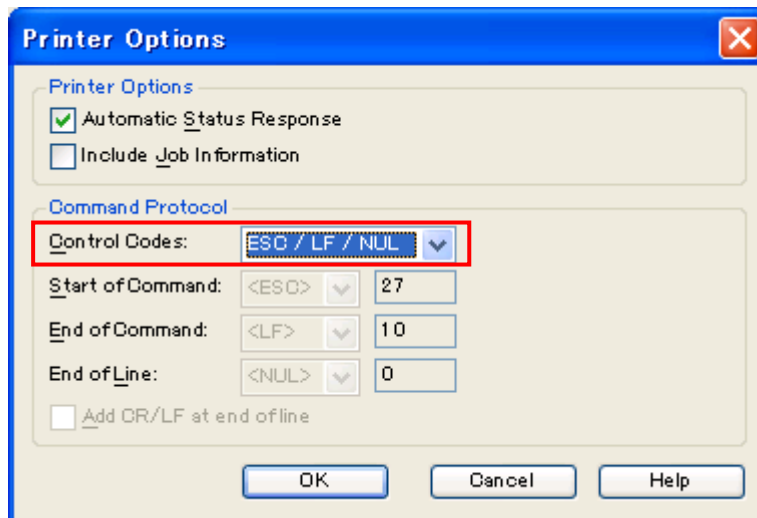 Printer Options
Printer Options
Automatic Status Response
Include Job Information
Command Protocol
Control Codes: ESC / LF / NUL
Start of Command: <ESC> 27
End of Command: <LF> 10
End of Line: <NUL> 0
Add CR/LF at end of line
OK Cancel Help